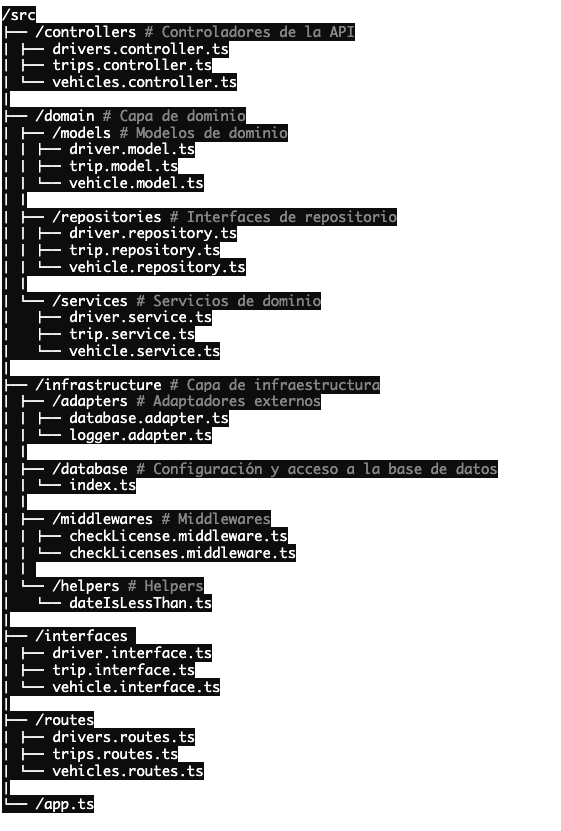 /src
├── /controllers # Controladores de la API
│ ├── drivers.controller.ts
│ ├── trips.controller.ts
│ └── vehicles.controller.ts
│
├── /domain # Capa de dominio
│ ├── /models # Modelos de dominio
│ │ ├── driver.model.ts
│ │ ├── trip.model.ts
│ │ └── vehicle.model.ts
│ │
│ ├── /repositories # Interfaces de repositorio
│ │ ├── driver.repository.ts
│ │ ├── trip.repository.ts
│ │ └── vehicle.repository.ts
│ │
│ └── /services # Servicios de dominio
│   ├── driver.service.ts
│   ├── trip.service.ts
│   └── vehicle.service.ts
│
├── /infrastructure # Capa de infraestructura
│ ├── /adapters # Adaptadores externos
│ │ ├── database.adapter.ts
│ │ └── logger.adapter.ts
│ │
│ ├── /database # Configuración y acceso a la base de datos
│ │ └── index.ts
│ │
│ ├── /middlewares # Middlewares
│ │ ├── checkLicense.middleware.ts
│ │ └── checkLicenses.middleware.ts
│ │
│ └── /helpers # Helpers
│   └── dateIsLessThan.ts
│
├── /interfaces
│ ├── driver.interface.ts
│ ├── trip.interface.ts
│ └── vehicle.interface.ts
│
├── /routes
│ ├── drivers.routes.ts
│ ├── trips.routes.ts
│ └── vehicles.routes.ts
│
└── /app.ts